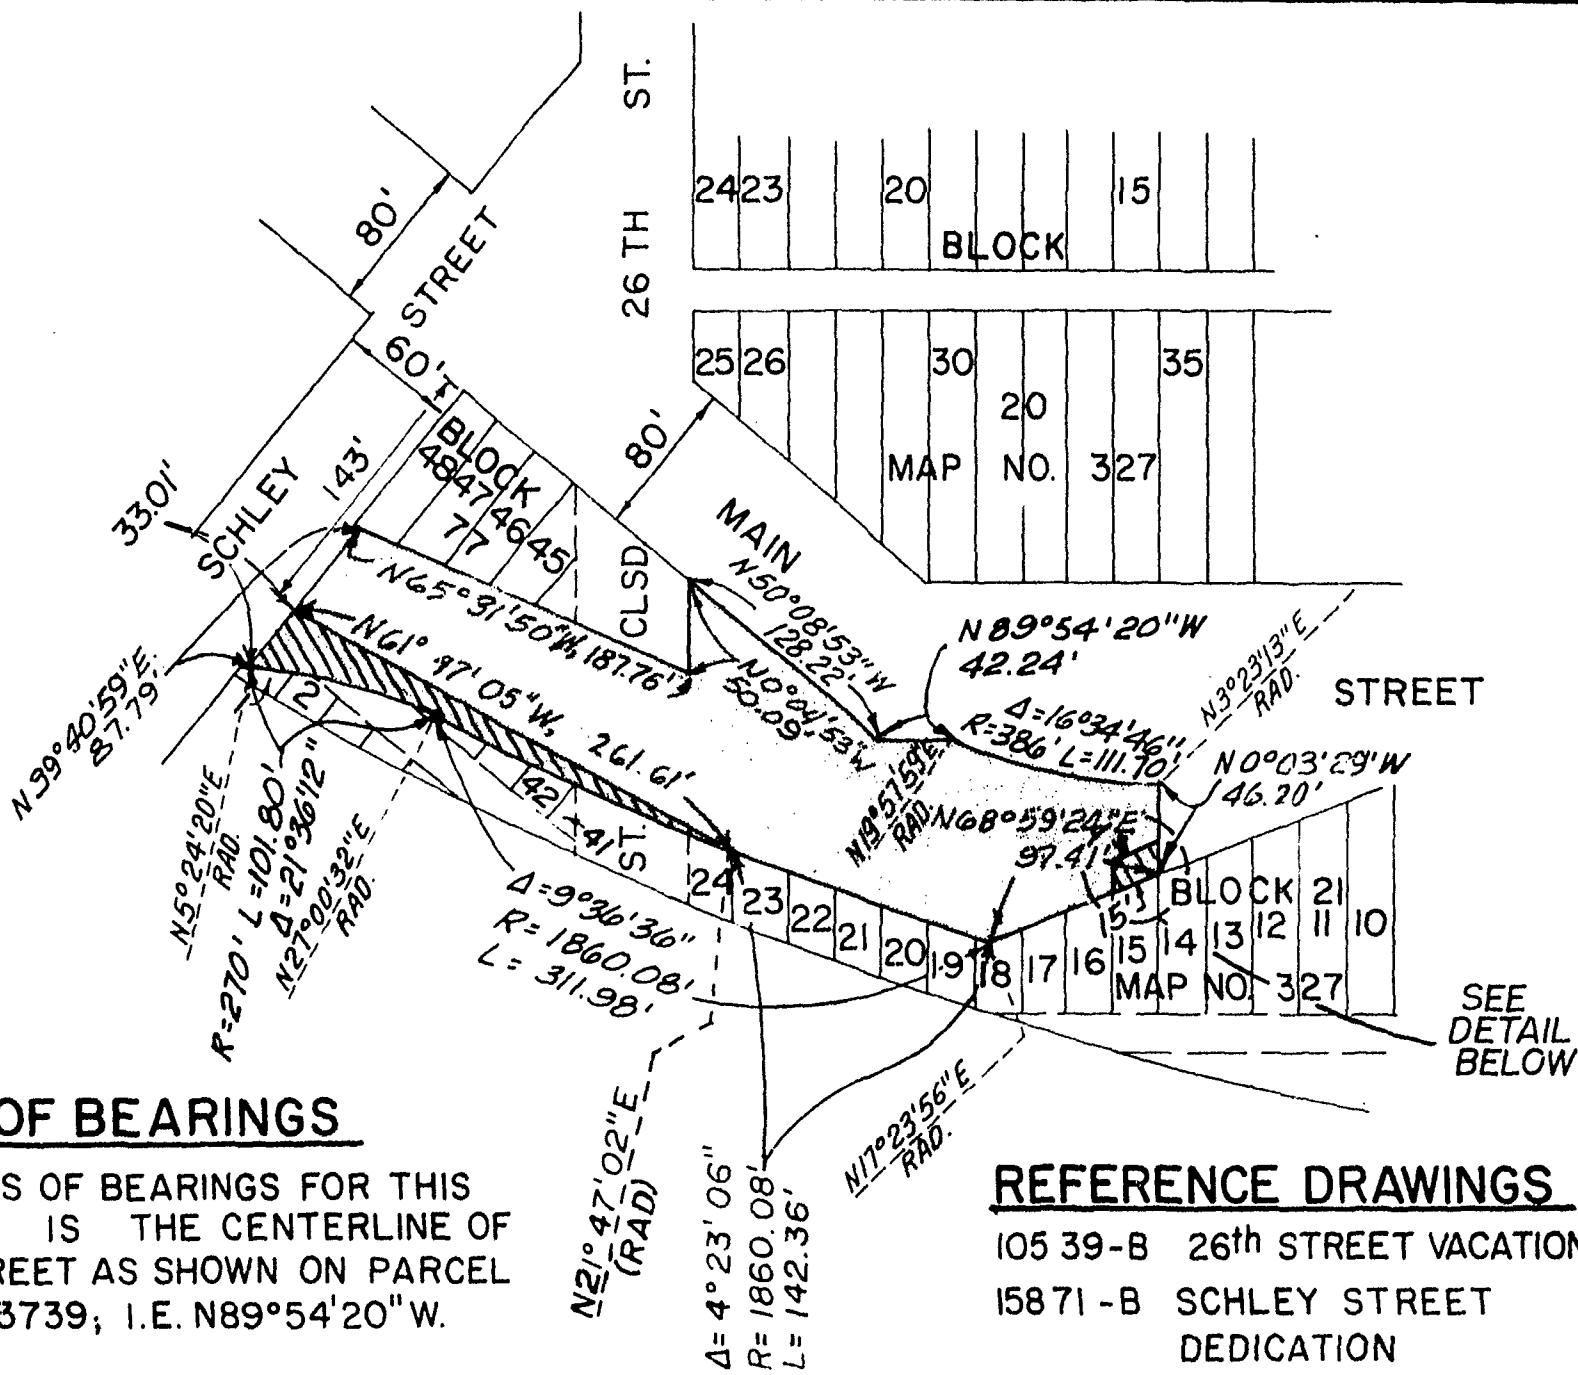 ST.
26 TH
80'
STREET
24
23
20
15
BLOCK
60'
25
26
30
35
20
MAP NO. 327
143'
BLOCK
48
47
46
45
77
80'
33.01'
SCHLEY
MAIN
CLSD
N65°31'50"W, 187.76'
N50°08'53"W
128.22'
N 89°54'20"W
42.24'
N3°23'13"E
RAD.
STREET
N61° 97'05"W, 261.61'
N0°04'53"W
50.09'
Δ=16°34'46"
R=386' L=111.70'
N0°03'29"W
46.20'
N39°40'59"E.
87.79'
2
N19°57'59"E
RAD.
N68°59'24"E
97.41'
N5°24'20"E
RAD.
R=270' L=101.80'
Δ=21°36'12"
N27°00'32"E
RAD.
42
41
ST.
24
23
22
21
20
19
18
17
16
15
14
13
12
11
10
5'
BLOCK 21
MAP NO. 327
Δ=9°36'36"
R=1860.08'
L=311.98'
SEE
DETAIL
BELOW
N21°47'02"E
(RAD)
Δ=4°23'06"
R=1860.08'
L=142.36'
N17°23'56"E
RAD.
OF BEARINGS
S OF BEARINGS FOR THIS
IS THE CENTERLINE OF
REET AS SHOWN ON PARCEL
3739; I.E. N89°54'20"W.
REFERENCE DRAWINGS
10539-B 26th STREET VACATION
15871-B SCHLEY STREET
DEDICATION